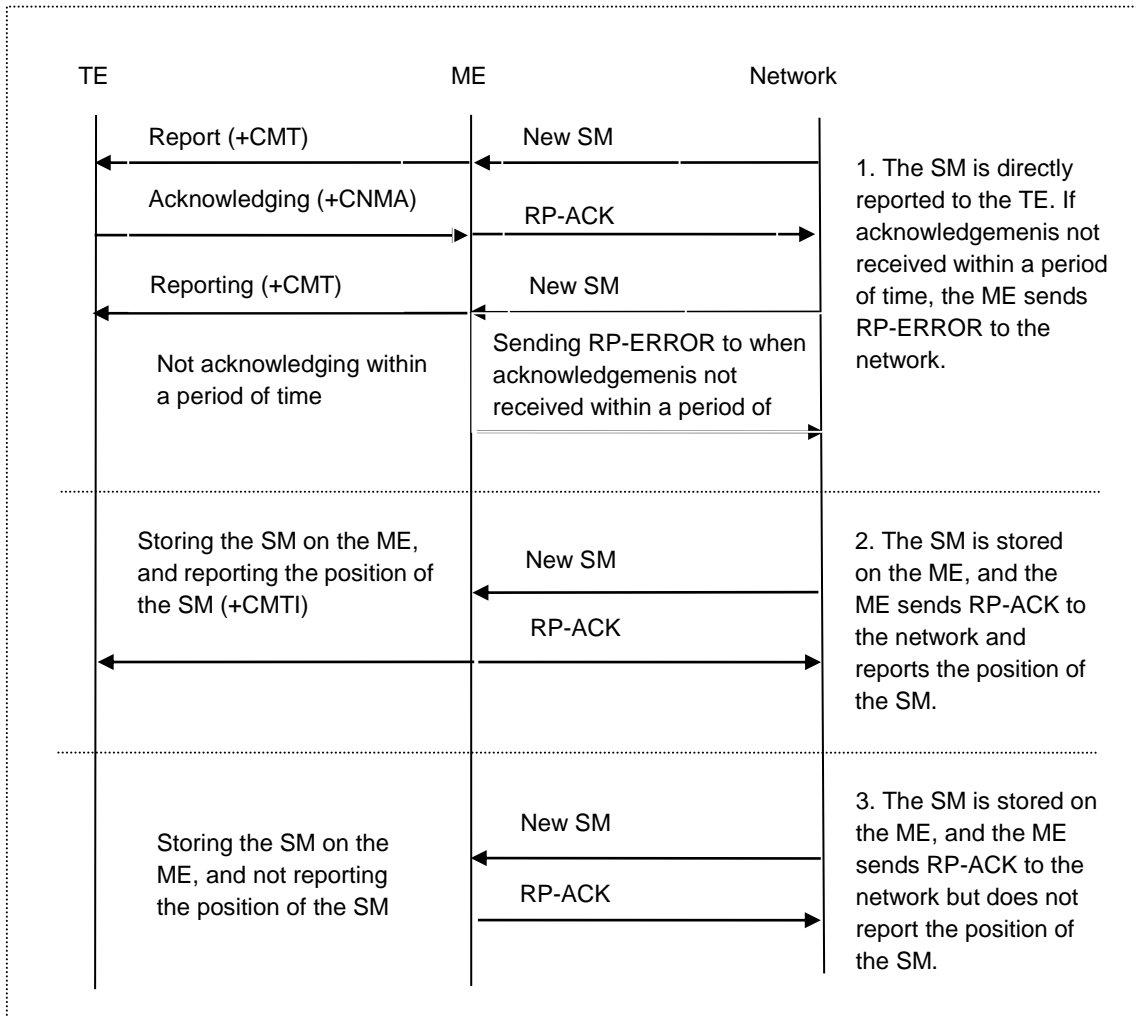 TE
ME
Network
Report (+CMT)
New SM
Acknowledging (+CNMA)
RP-ACK
Reporting (+CMT)
New SM
Not acknowledging within
a period of time
Sending RP-ERROR to when
acknowledgemenis not
received within a period of
1. The SM is directly
reported to the TE. If
acknowledgemenis not
received within a period
of time, the ME sends
RP-ERROR to the
network.
Storing the SM on the ME,
and reporting the position of
the SM (+CMTI)
New SM
RP-ACK
2. The SM is stored
on the ME, and the
ME sends RP-ACK to
the network and
reports the position of
the SM.
Storing the SM on the
ME, and not reporting
the position of the SM
New SM
RP-ACK
3. The SM is stored on
the ME, and the ME
sends RP-ACK to the
network but does not
report the position of
the SM.